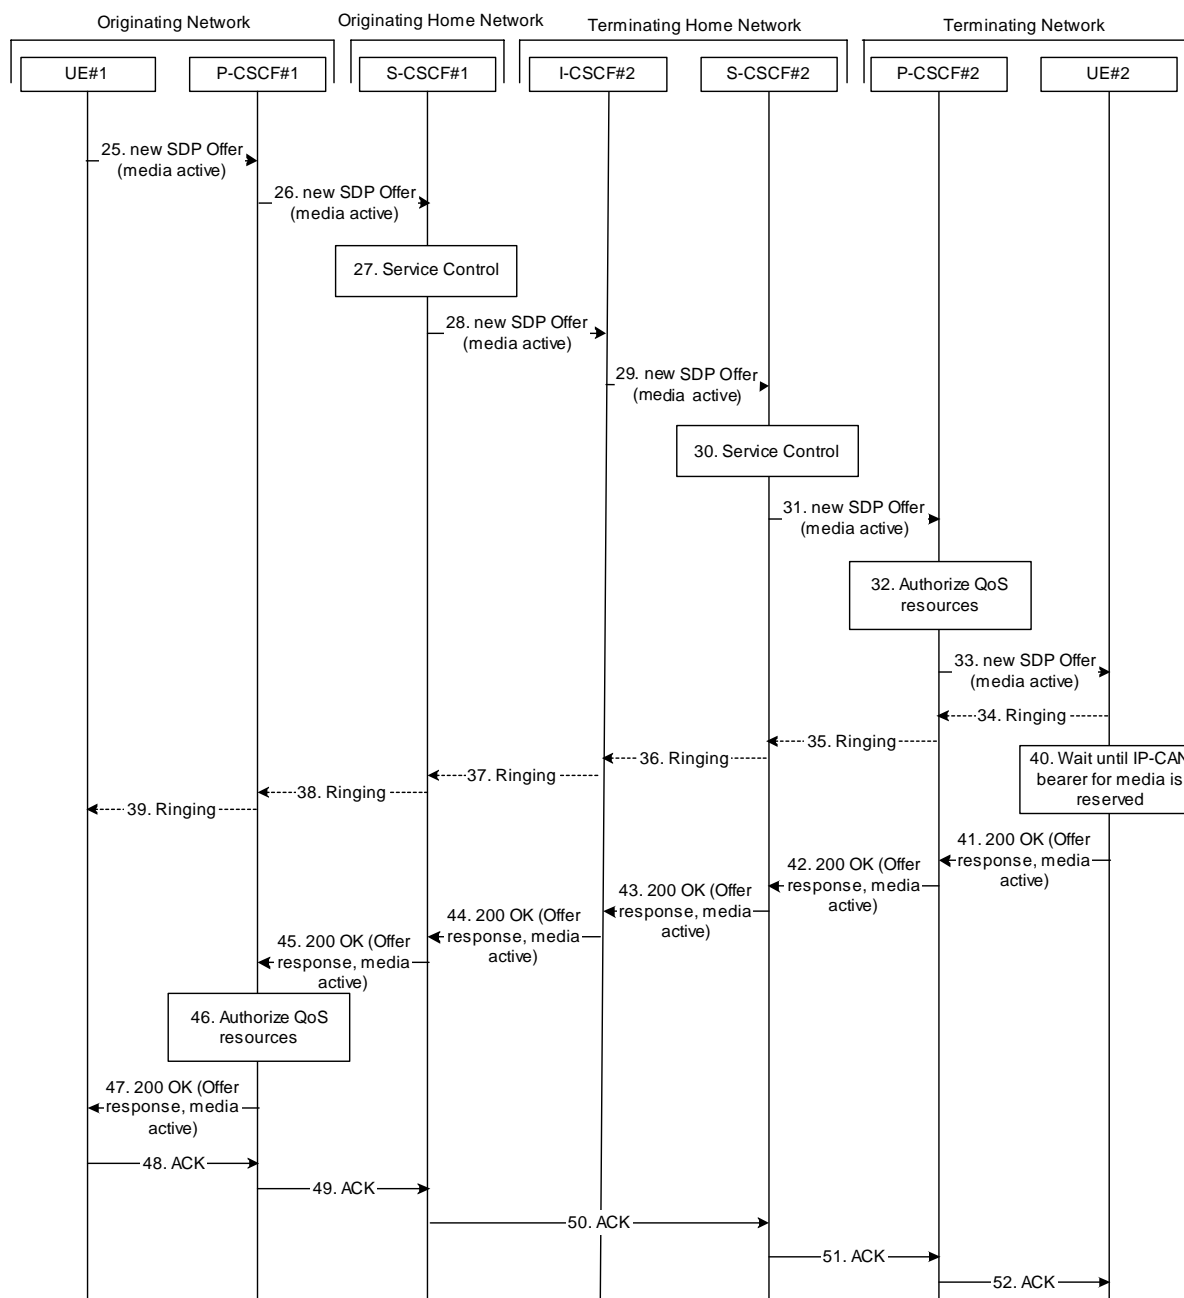 Originating Network
Originating Home Network
Terminating Home Network
Terminating Network
UE#1
P-CSCF#1
S-CSCF#1
I-CSCF#2
S-CSCF#2
P-CSCF#2
UE#2
25. new SDP Offer
(media active)
26. new SDP Offer
(media active)
27. Service Control
28. new SDP Offer
(media active)
29. new SDP Offer
(media active)
30. Service Control
31. new SDP Offer
(media active)
32. Authorize QoS
resources
33. new SDP Offer
(media active)
34. Ringing
35. Ringing
36. Ringing
37. Ringing
38. Ringing
39. Ringing
40. Wait until IP-CAN
bearer for media is
reserved
41. 200 OK (Offer
response, media
active)
42. 200 OK (Offer
response, media
active)
43. 200 OK (Offer
response, media
active)
44. 200 OK (Offer
response, media
active)
45. 200 OK (Offer
response, media
active)
46. Authorize QoS
resources
47. 200 OK (Offer
response, media
active)
48. ACK
49. ACK
50. ACK
51. ACK
52. ACK